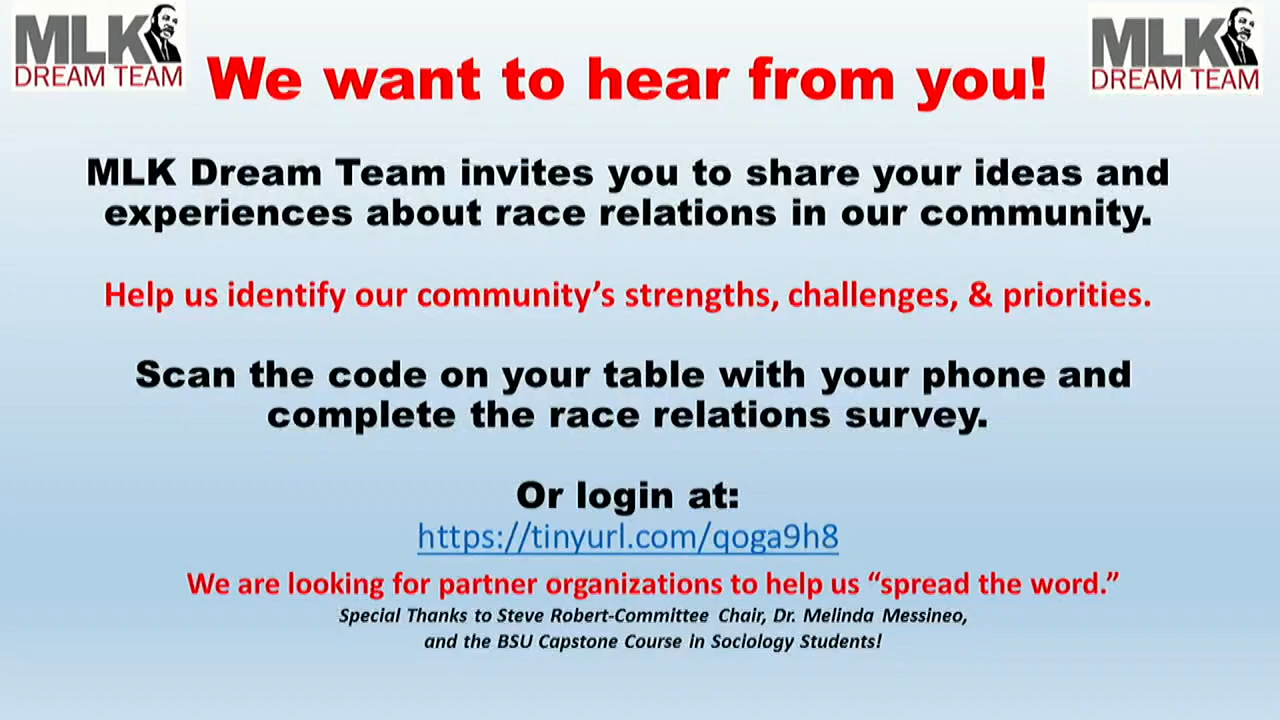 MLK
DREAM TEAM
MLK
DREAM TEAM
We want to hear from you!
MLK Dream Team invites you to share your ideas and
experiences about race relations in our community.
Help us identify our community’s strengths, challenges, & priorities.
Scan the code on your table with your phone and
complete the race relations survey.
Or login at:
https://tinyurl.com/qoga9h8
We are looking for partner organizations to help us “spread the word.”
Special Thanks to Steve Robert-Committee Chair, Dr. Melinda Messineo,
and the BSU Capstone Course in Sociology Students!